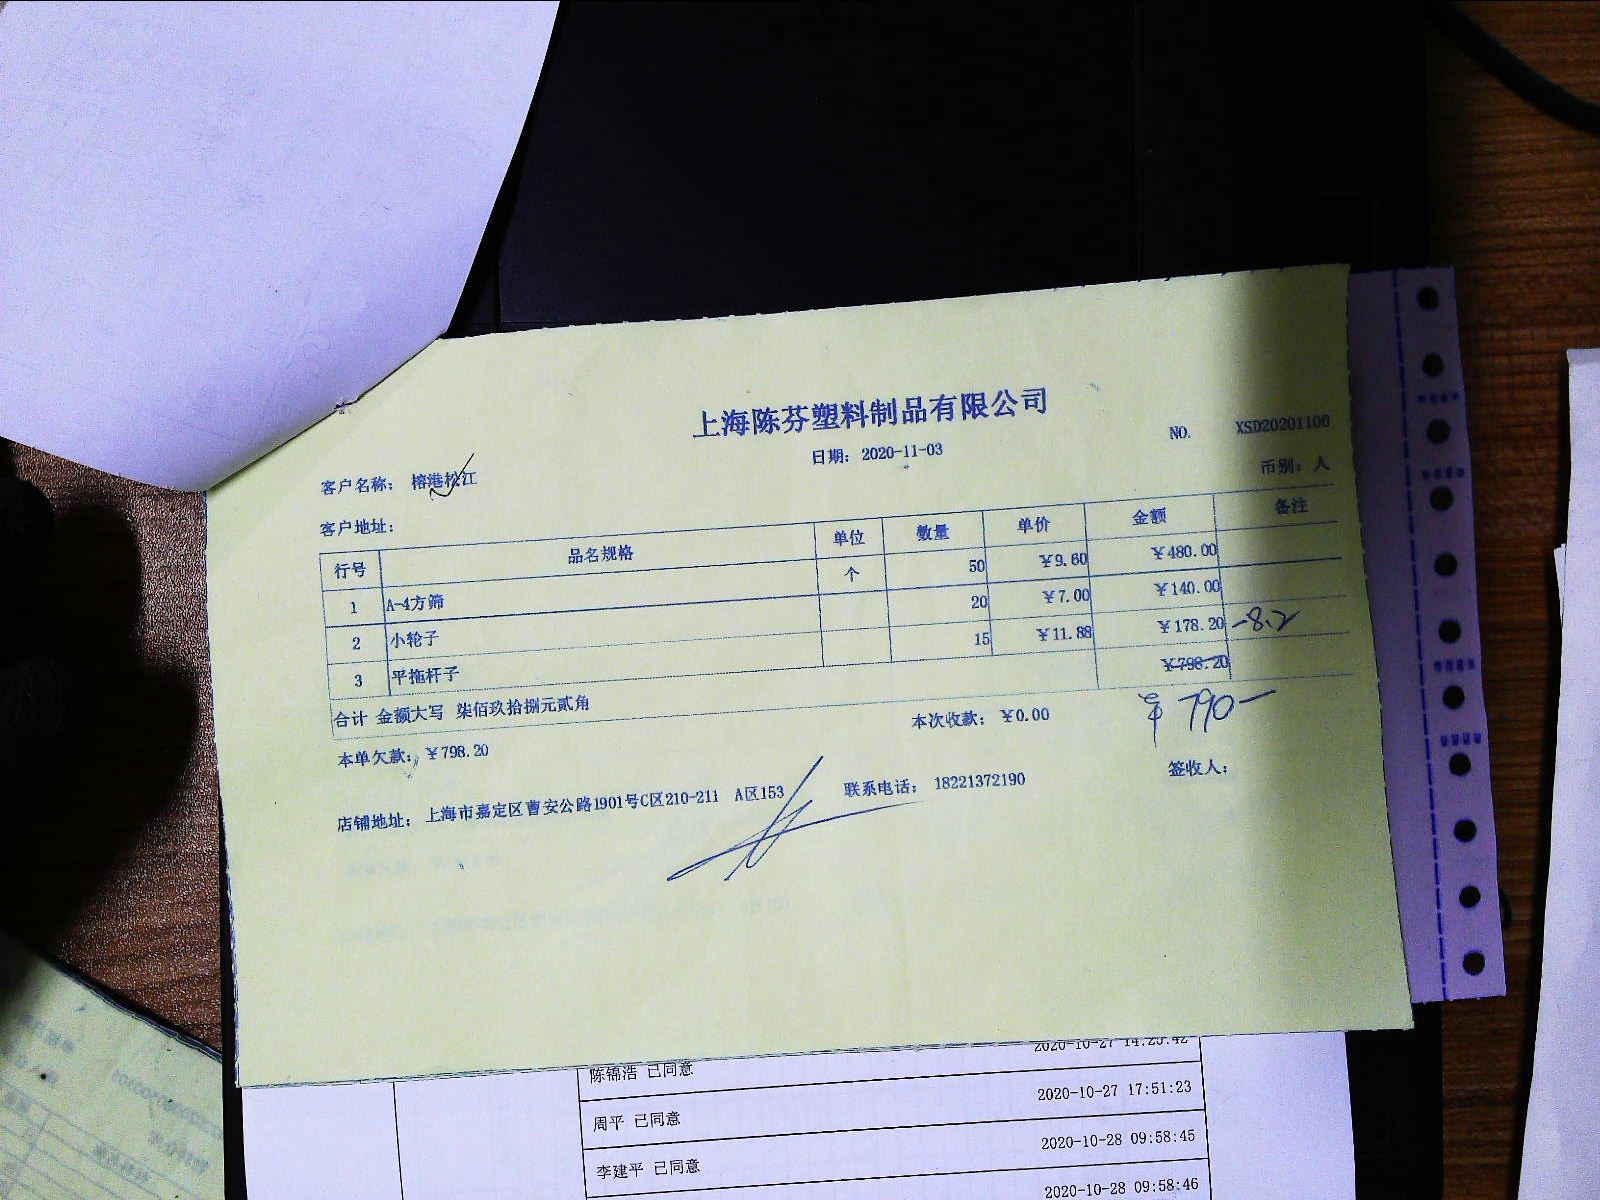 上海陈芬塑料制品有限公司
日期: 2020-11-03
NO. XSD20201100
客户名称: 榕港松江
币别: 人
客户地址:
行号 品名规格 单位 数量 单价 金额 备注
1 A-4方筛 个 50 ¥9.60 ¥480.00
2 小轮子 20 ¥7.00 ¥140.00
3 平拖杆子 15 ¥11.88 ¥178.20 -8.2
合计 金额大写 柒佰玖拾捌元贰角 ¥798.20
本单欠款: ¥798.20 本次收款: ¥0.00 ¥790-
签收人:
店铺地址: 上海市嘉定区曹安公路1901号C区210-211 A区153 联系电话: 18221372190
陈锦浩 已同意 2020-10-27 14:25:42
周平 已同意 2020-10-27 17:51:23
李建平 已同意 2020-10-28 09:58:45
2020-10-28 09:58:46